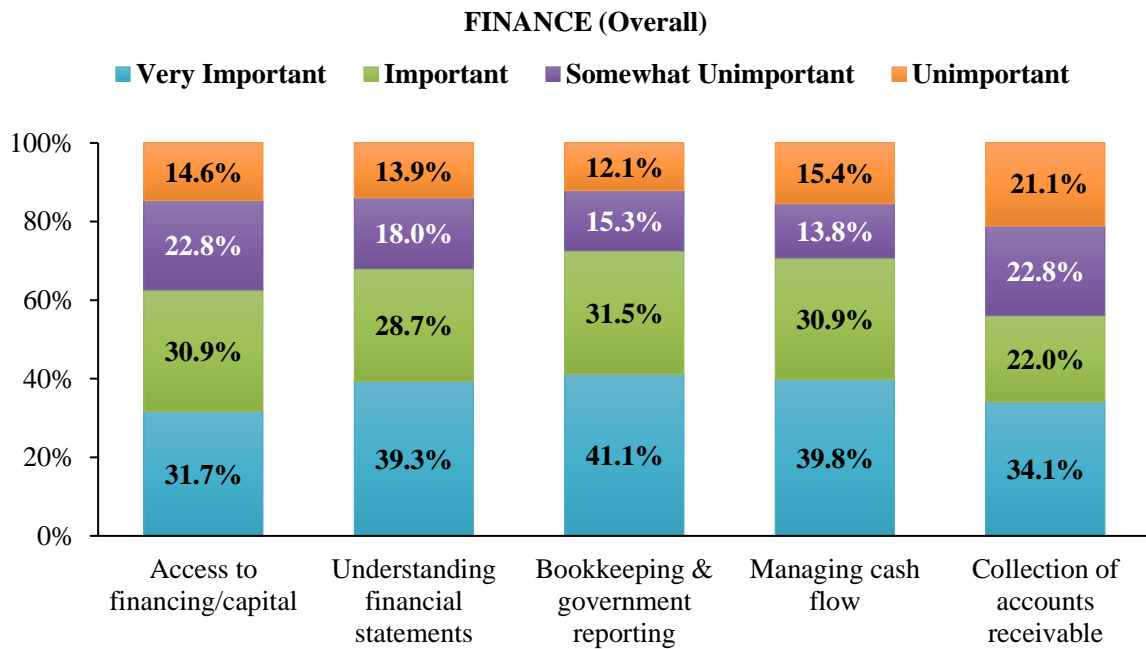 FINANCE (Overall)
Very Important Important Somewhat Unimportant Unimportant
100%
80%
60%
40%
20%
0%
14.6% 13.9% 12.1% 15.4% 21.1%
22.8% 18.0% 15.3% 13.8% 22.8%
30.9% 28.7% 31.5% 30.9% 22.0%
31.7% 39.3% 41.1% 39.8% 34.1%
Access to
financing/capital
Understanding
financial
statements
Bookkeeping &
government
reporting
Managing cash
flow
Collection of
accounts
receivable